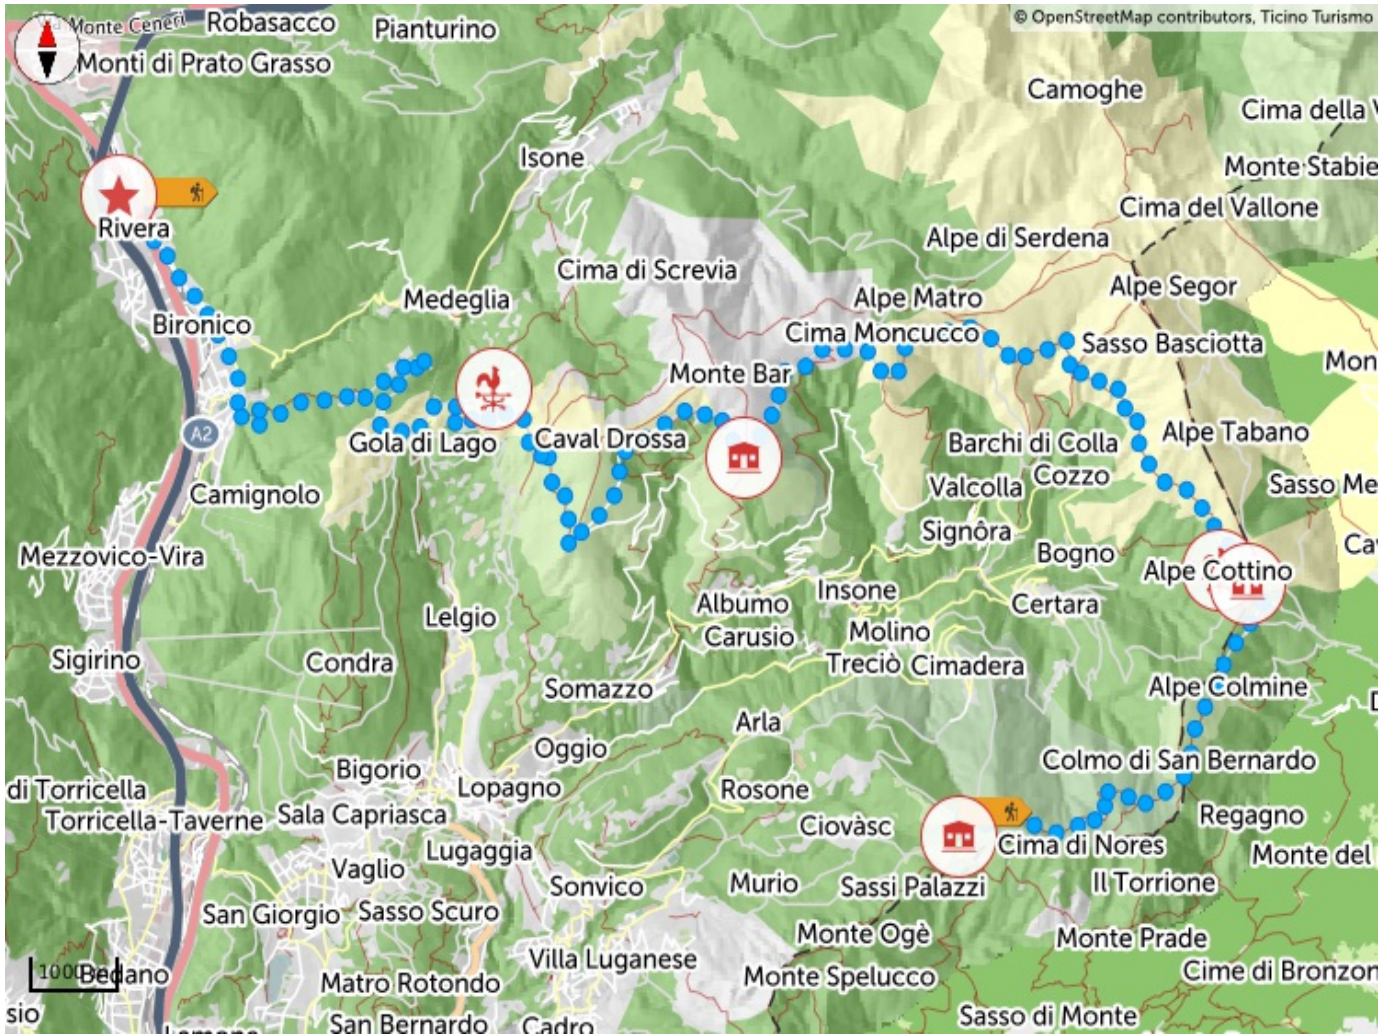 © OpenStreetMap contributors, Ticino Turismo
Monte Ceneri
Robasacco
Pianturino
Monti di Prato Grasso
Camoghe
Cima della
Isone
Monte Stabie
Cima del Vallone
Rivera
Alpe di Serdena
Cima di Screvia
Alpe Segor
Medeglia
Alpe Matro
Bironico
Cima Moncucco
Sasso Basciotta
Mon
Monte Bar
A2
Gola di Lago
Caval Drossa
Barchi di Colla
Alpe Tabano
Cozzo
Camignolo
Valcolla
Sasso Me
Signôra
Mezzovico-Vira
Bogno
Ca
Alpe Cottino
Insone
Albumo
Certara
Lelgio
Carusio
Molino
Sigirino
Condra
Treciò
Cimadera
Somazzo
Alpe Colmine
Arla
Oggio
Colmo di San Bernardo
Bigorio
di Torricella
Lopagno
Rosone
Sala Capriasca
Regagno
Torricella-Taverne
Ciovàsc
Lugaggia
Cima di Nores
Monte del
Vaglio
Sonvico
Murio
Sassi Palazzi
Il Torrione
San Giorgio
Sasso Scuro
Monte Ogè
Monte Prade
Villa Luganese
1000 m
Bedano
Monte Spelucco
Cime di Bronzon
Matro Rotondo
sio
San Bernardo
Cadro
Sasso di Monte